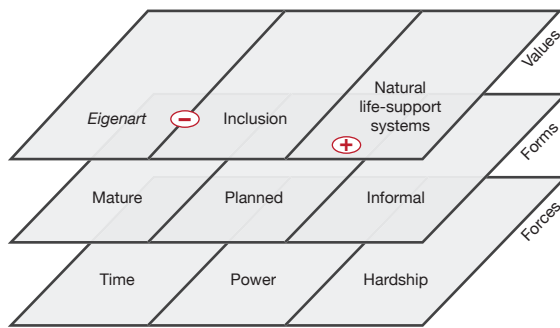 Values
Natural
life-support
systems
Eigenart
−
Inclusion
+
Forms
Mature
Planned
Informal
Forces
Time
Power
Hardship